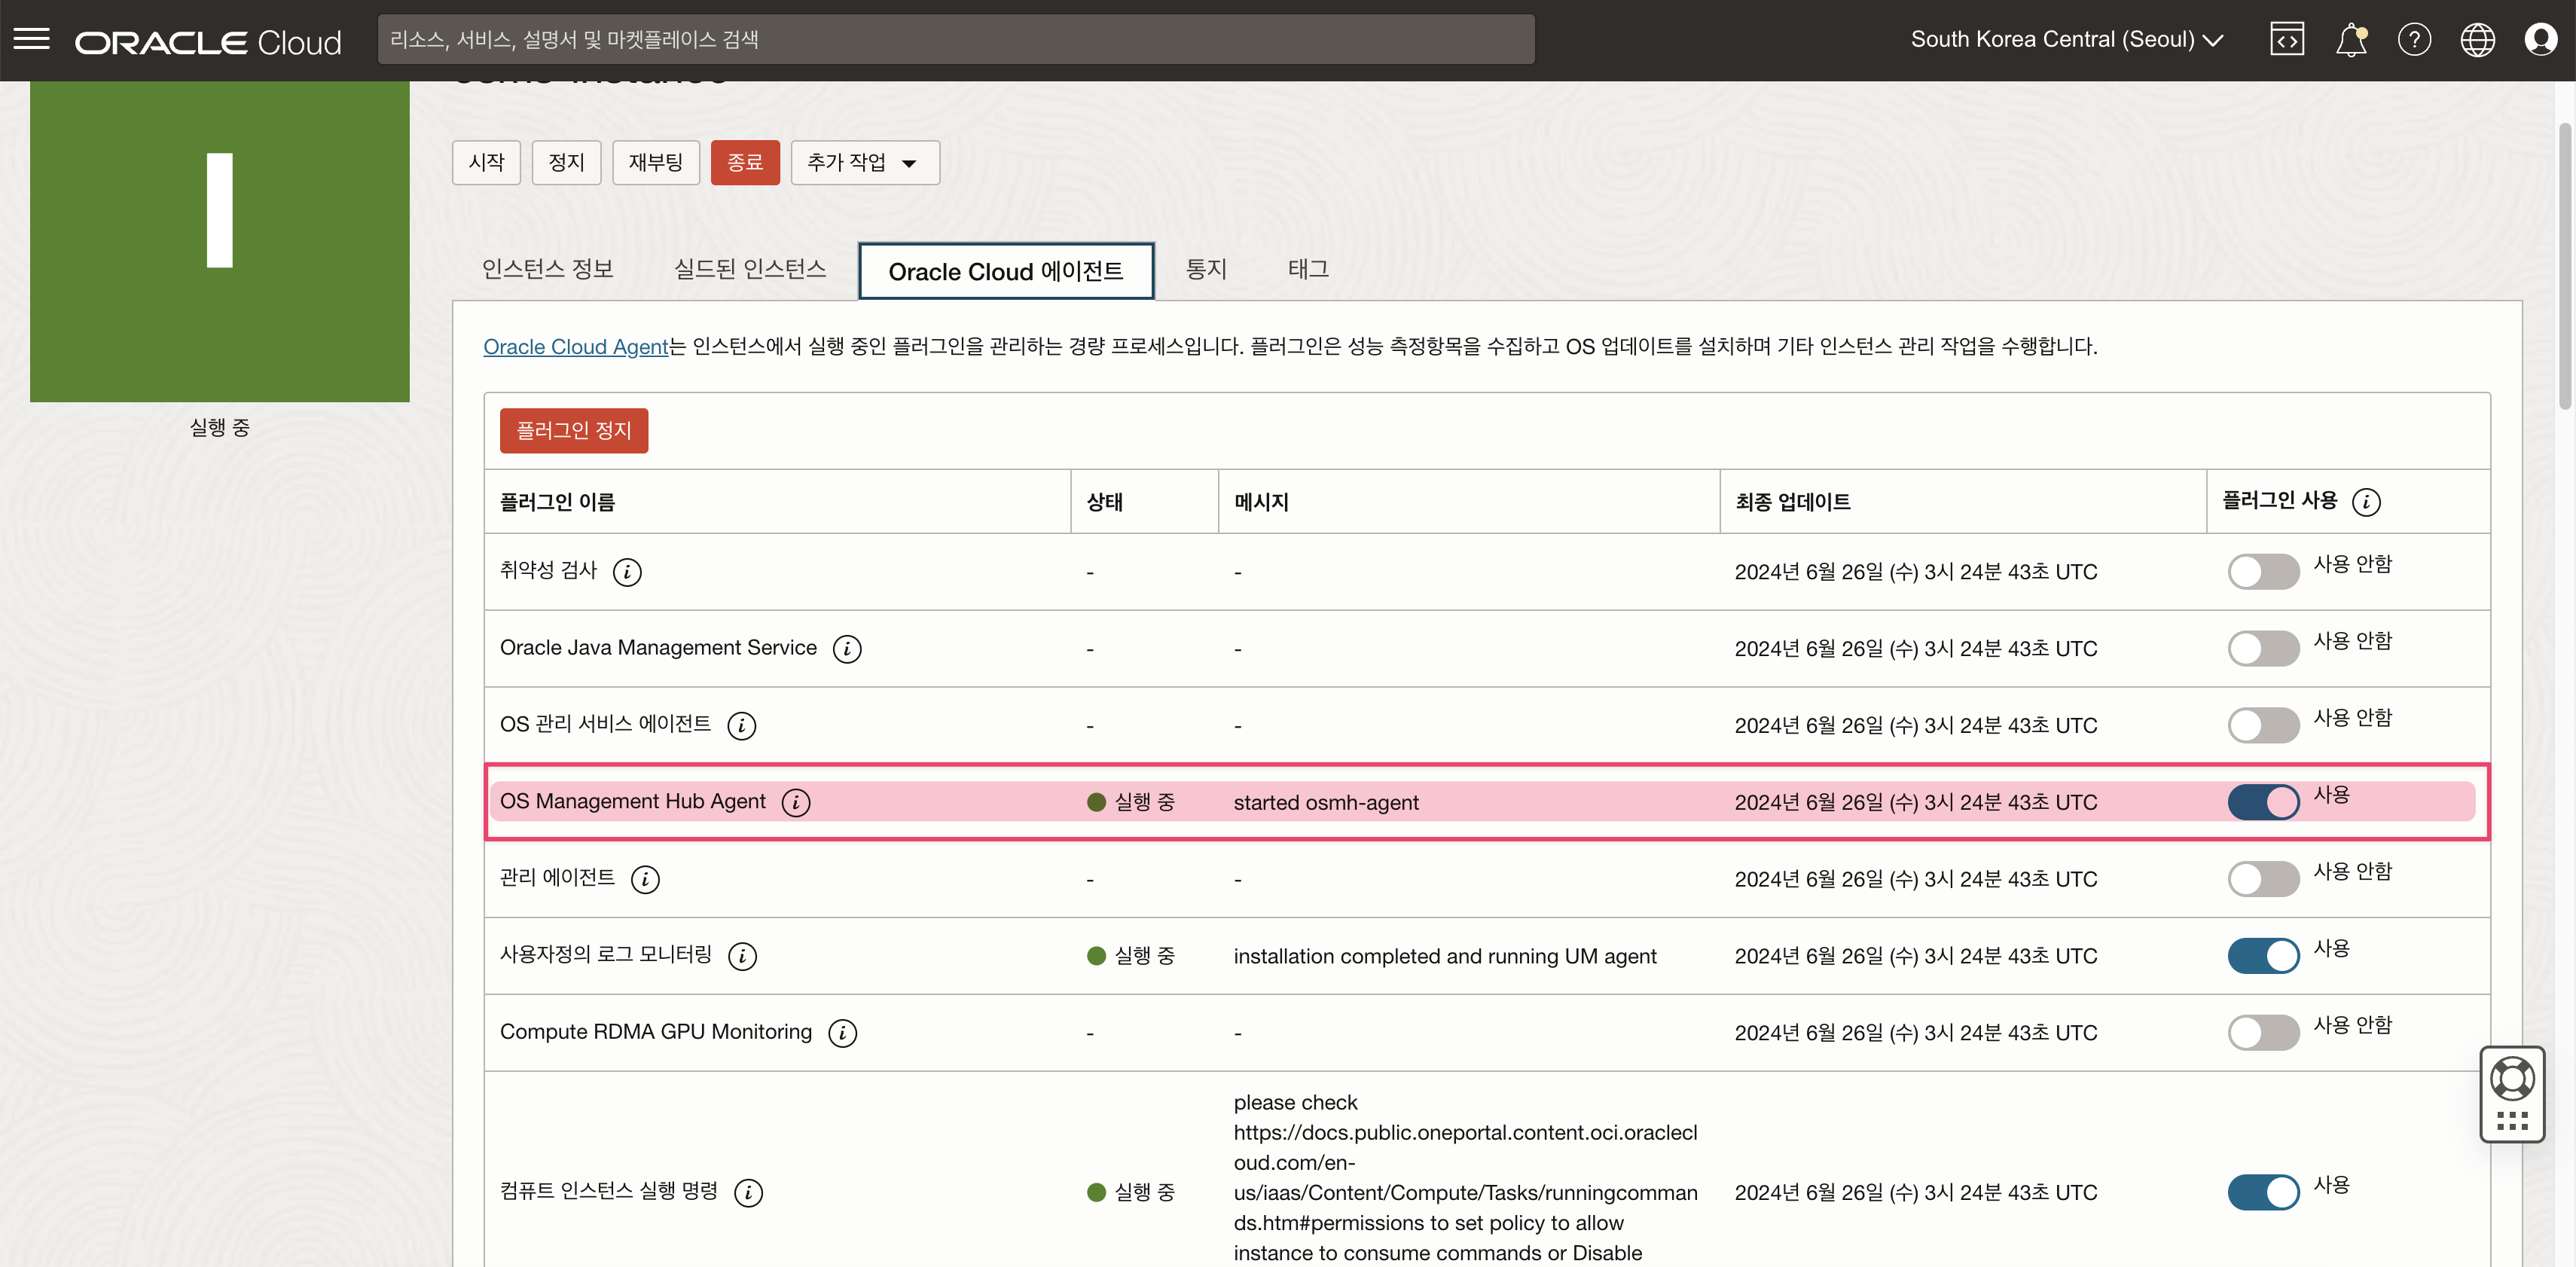 ORACLE Cloud
리소스, 서비스, 설명서 및 마켓플레이스 검색
South Korea Central (Seoul)
시작
정지
재부팅
종료
추가 작업
인스턴스 정보
실드된 인스턴스
Oracle Cloud 에이전트
통지
태그
실행 중
Oracle Cloud Agent는 인스턴스에서 실행 중인 플러그인을 관리하는 경량 프로세스입니다. 플러그인은 성능 측정항목을 수집하고 OS 업데이트를 설치하며 기타 인스턴스 관리 작업을 수행합니다.
플러그인 정지
플러그인 이름 상태 메시지 최종 업데이트 플러그인 사용
취약성 검사 - - 2024년 6월 26일 (수) 3시 24분 43초 UTC 사용 안함
Oracle Java Management Service - - 2024년 6월 26일 (수) 3시 24분 43초 UTC 사용 안함
OS 관리 서비스 에이전트 - - 2024년 6월 26일 (수) 3시 24분 43초 UTC 사용 안함
OS Management Hub Agent 실행 중 started osmh-agent 2024년 6월 26일 (수) 3시 24분 43초 UTC 사용
관리 에이전트 - - 2024년 6월 26일 (수) 3시 24분 43초 UTC 사용 안함
사용자정의 로그 모니터링 실행 중 installation completed and running UM agent 2024년 6월 26일 (수) 3시 24분 43초 UTC 사용
Compute RDMA GPU Monitoring - - 2024년 6월 26일 (수) 3시 24분 43초 UTC 사용 안함
컴퓨트 인스턴스 실행 명령 실행 중
please check
https://docs.public.oneportal.content.oci.oraclecl
oud.com/en-
us/iaas/Content/Compute/Tasks/runningcomman
ds.htm#permissions to set policy to allow
instance to consume commands or Disable
2024년 6월 26일 (수) 3시 24분 43초 UTC 사용